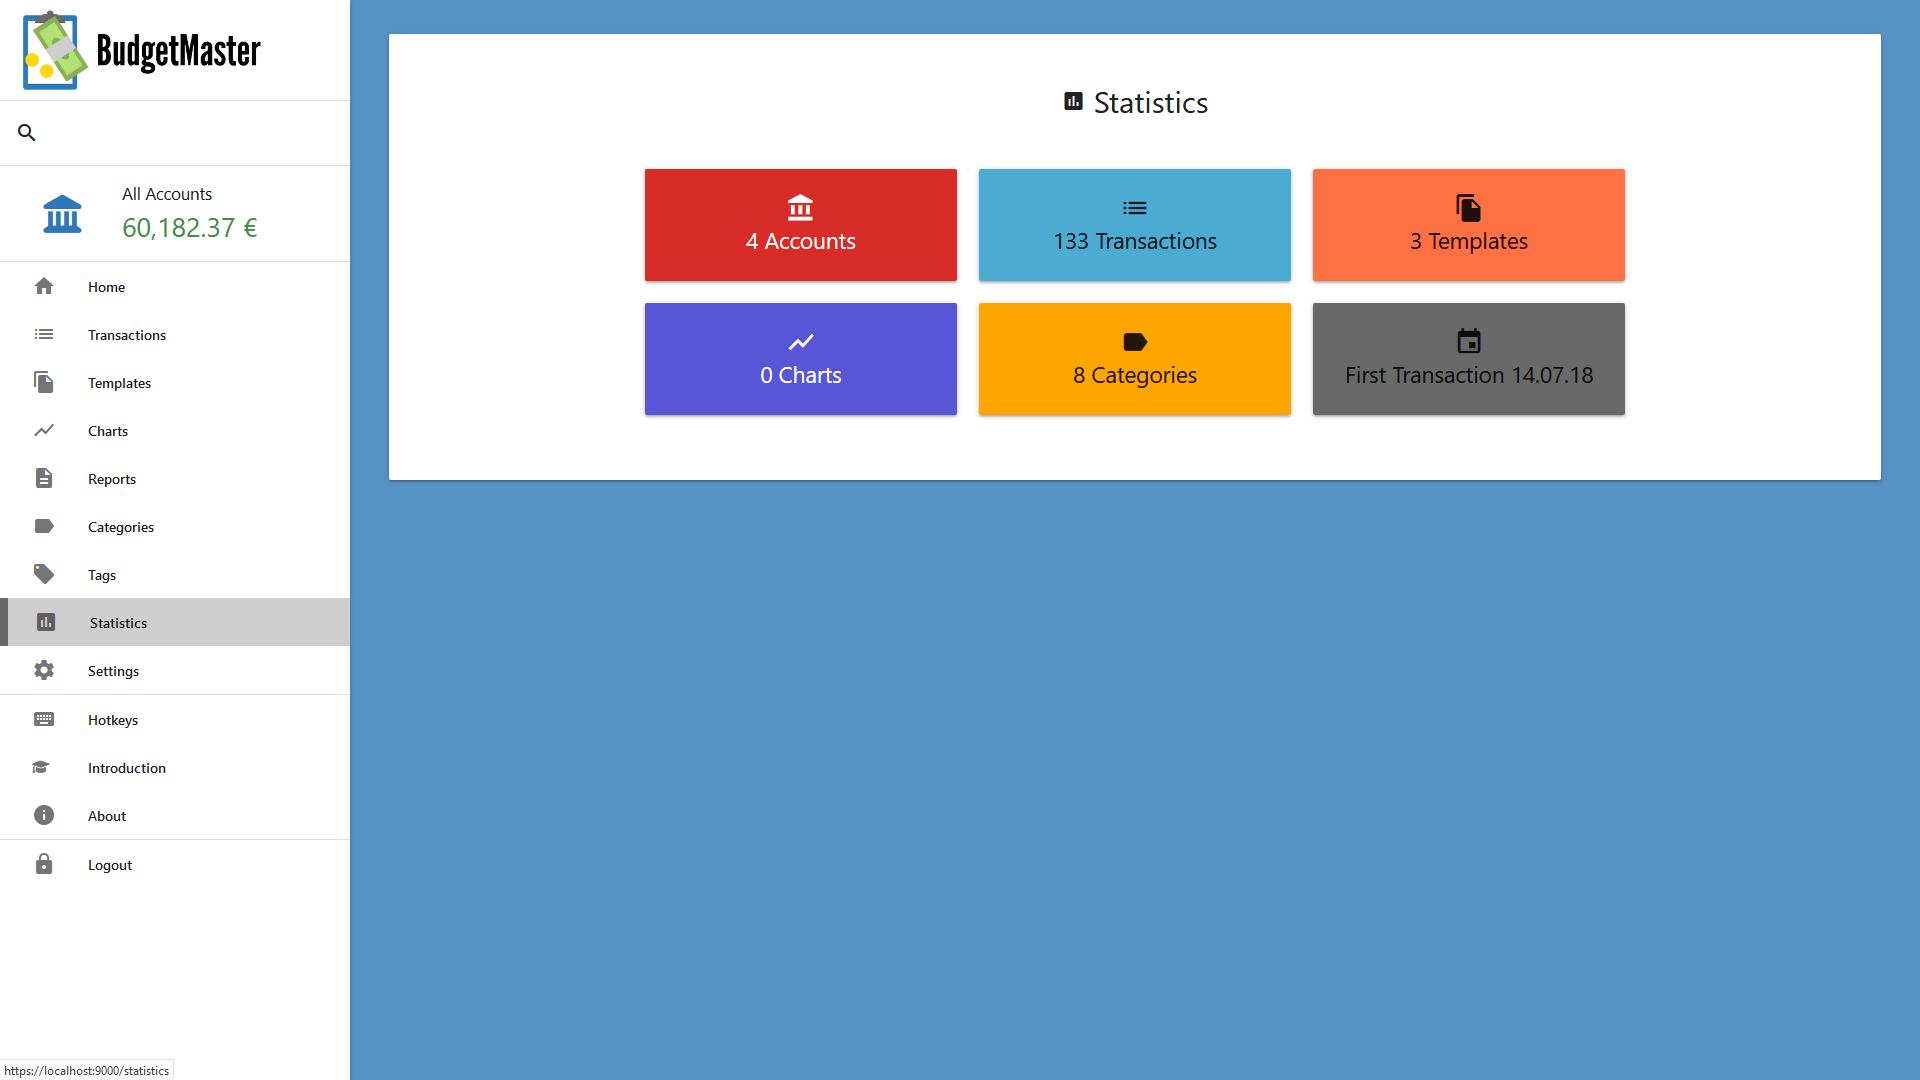 BudgetMaster
All Accounts
60,182.37 €
Home
Transactions
Templates
Charts
Reports
Categories
Tags
Statistics
Settings
Hotkeys
Introduction
About
Logout
https://localhost:9000/statistics
Statistics
4 Accounts
133 Transactions
3 Templates
0 Charts
8 Categories
First Transaction 14.07.18